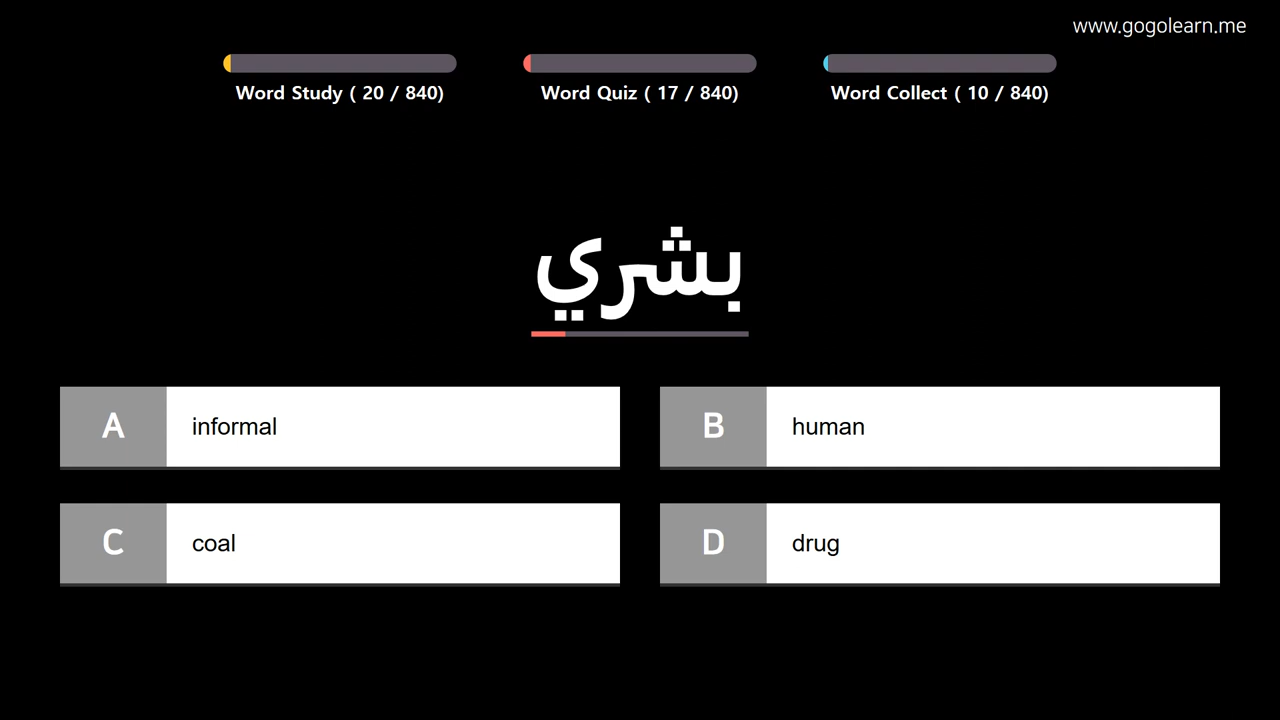 www.gogolearn.me
Word Study ( 20 / 840)
Word Quiz ( 17 / 840)
Word Collect ( 10 / 840)
بشري
A informal
B human
C coal
D drug